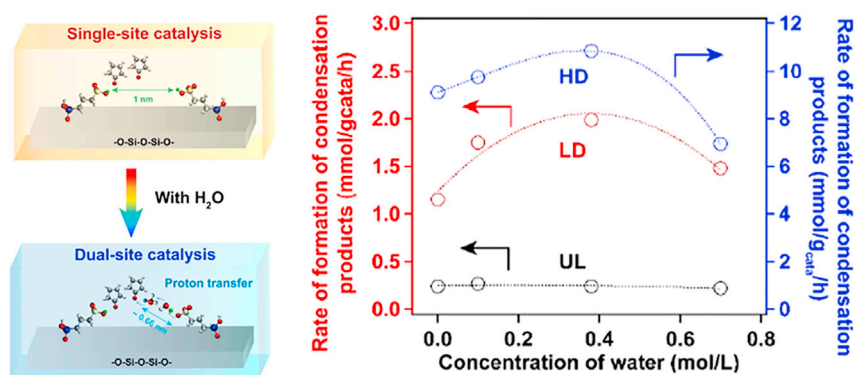 Single-site catalysis
1 nm
-O-Si-O-Si-O-
With H₂O
Dual-site catalysis
Proton transfer
~ 0.66 nm
-O-Si-O-Si-O-
Rate of formation of condensation
products (mmol/gcata/h)
3.0
2.5
2.0
1.5
1.0
0.5
0.0
HD
LD
UL
0.0
0.2
0.4
0.6
0.8
Concentration of water (mol/L)
12
10
8
6
4
2
0
Rate of formation of condensation
products (mmol/g_cata/h)